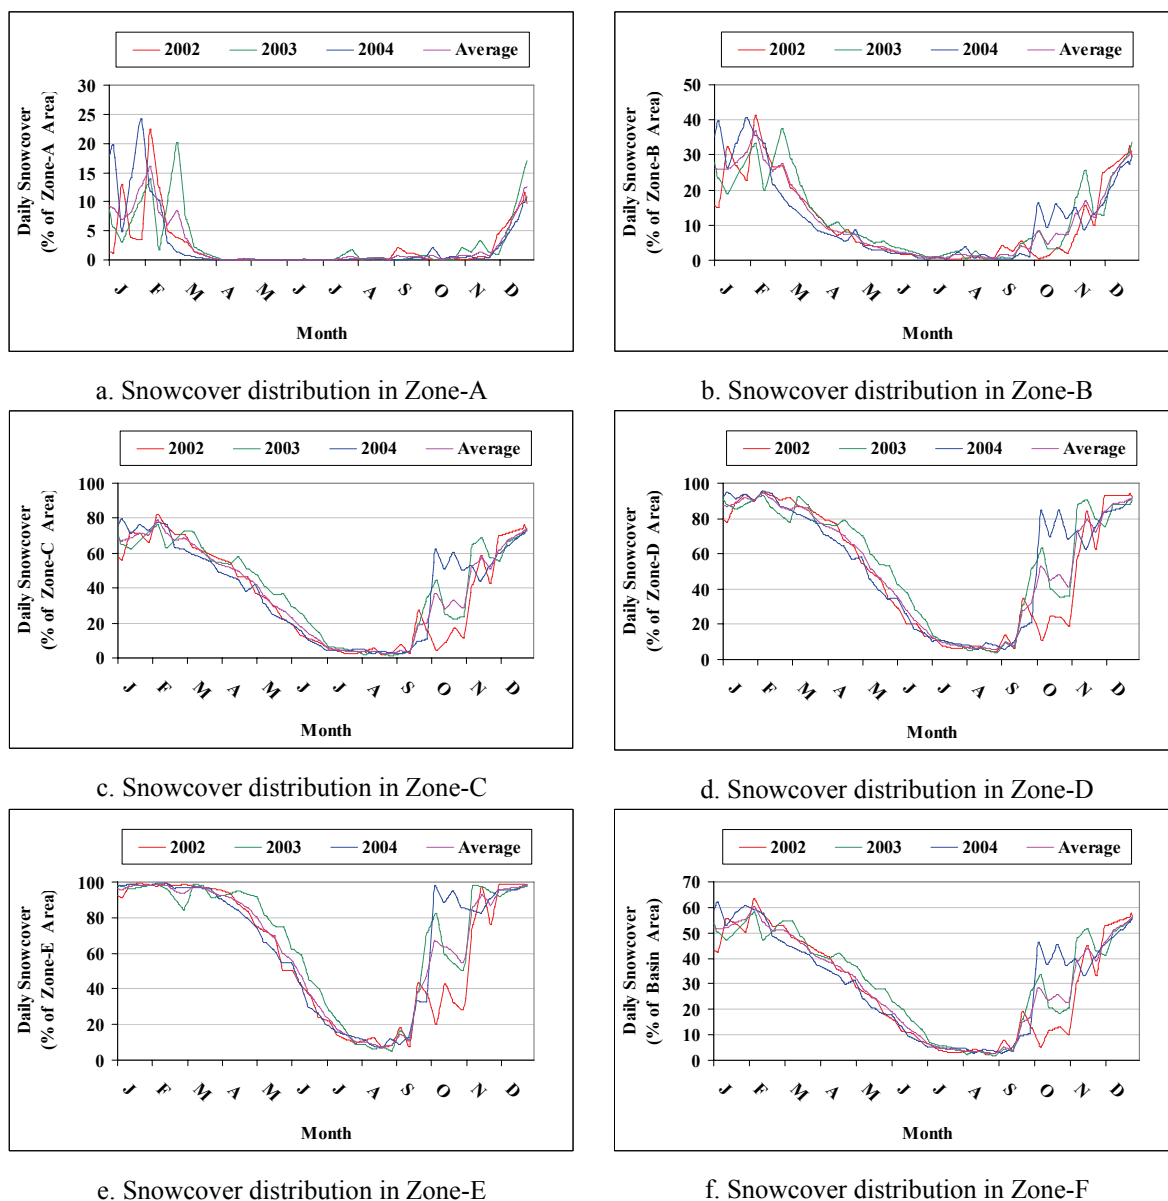 2002 2003 2004 Average
30
25
20
15
10
5
0
Daily Snowcover
(% of Zone-A Area)
J F M A M J J A S O N D
Month
a. Snowcover distribution in Zone-A
2002 2003 2004 Average
50
40
30
20
10
0
Daily Snowcover
(% of Zone-B Area)
J F M A M J J A S O N D
Month
b. Snowcover distribution in Zone-B
2002 2003 2004 Average
100
80
60
40
20
0
Daily Snowcover
(% of Zone-C Area)
J F M A M J J A S O N D
Month
c. Snowcover distribution in Zone-C
2002 2003 2004 Average
100
80
60
40
20
0
Daily Snowcover
(% of Zone-D Area)
J F M A M J J A S O N D
Month
d. Snowcover distribution in Zone-D
2002 2003 2004 Average
100
80
60
40
20
0
Daily Snowcover
(% of Zone-E Area)
J F M A M J J A S O N D
Month
e. Snowcover distribution in Zone-E
2002 2003 2004 Average
70
60
50
40
30
20
10
0
Daily Snowcover
(% of Basin Area)
J F M A M J J A S O N D
Month
f. Snowcover distribution in Zone-F